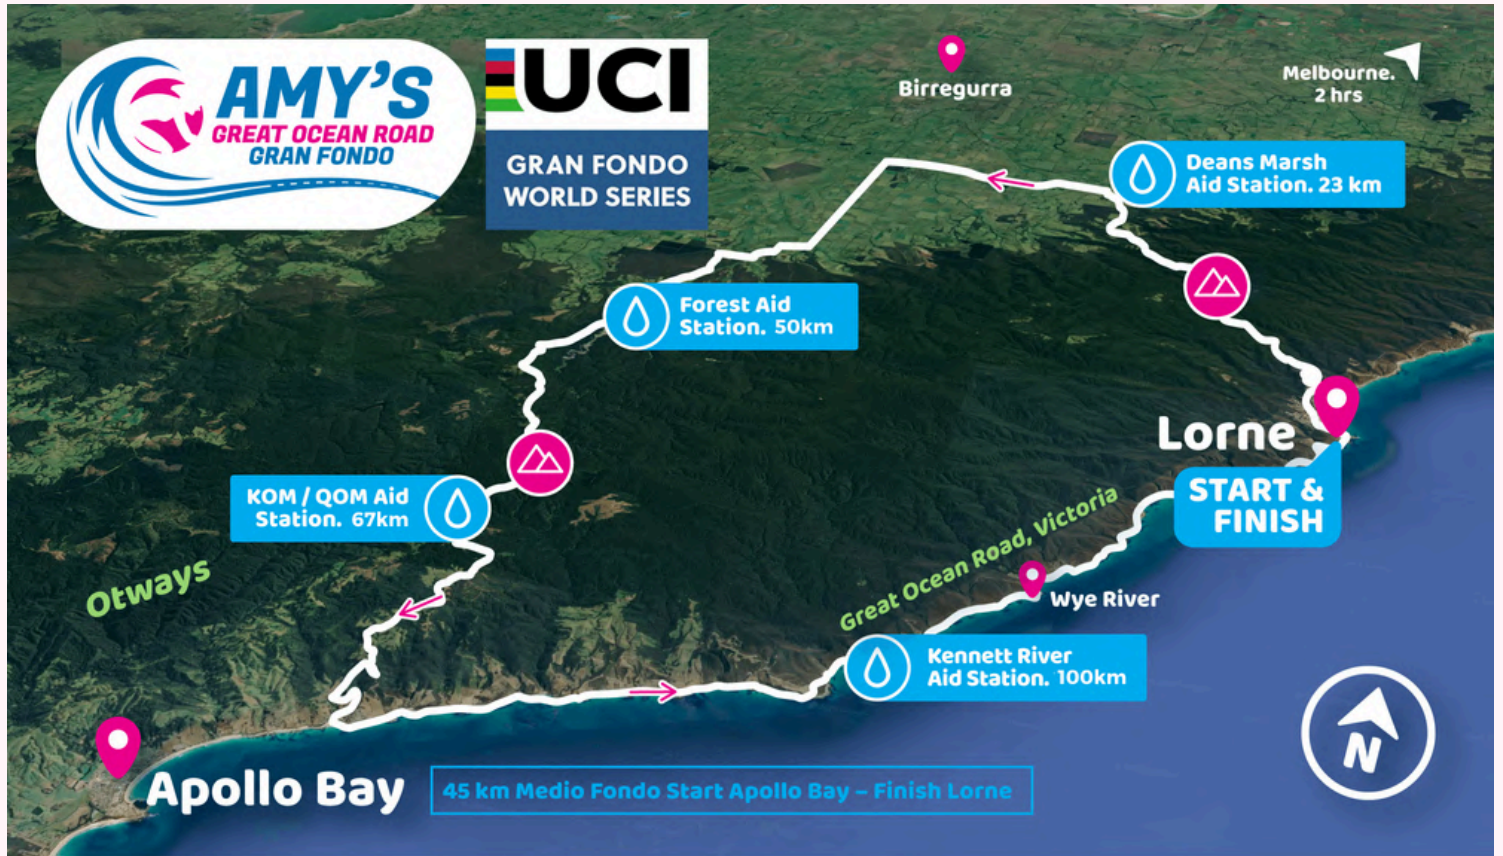 AMY'S
GREAT OCEAN ROAD
GRAN FONDO
UCI
GRAN FONDO
WORLD SERIES
Birregurra
Melbourne.
2 hrs
Deans Marsh
Aid Station. 23 km
Forest Aid
Station. 50km
Lorne
START &
FINISH
KOM / QOM Aid
Station. 67km
Otways
Great Ocean Road, Victoria
Wye River
Kennett River
Aid Station. 100km
N
Apollo Bay
45 km Medio Fondo Start Apollo Bay – Finish Lorne